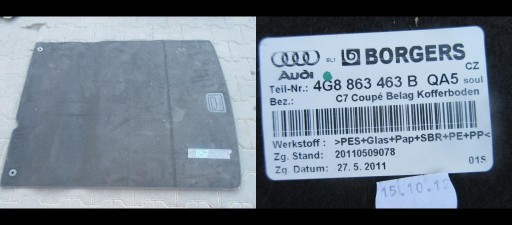 SL1 BORGERS
Audi CZ
Teil-Nr.: 4G8 863 463 B QA5 soul
Bez.: C7 Coupé Belag Kofferboden
Werkstoff : >PES+Glas+Pap+SBR+PE+PP<
Zg. Stand: 20110509078
Zg. Datum: 27. 5. 2011 01S
15.10.12